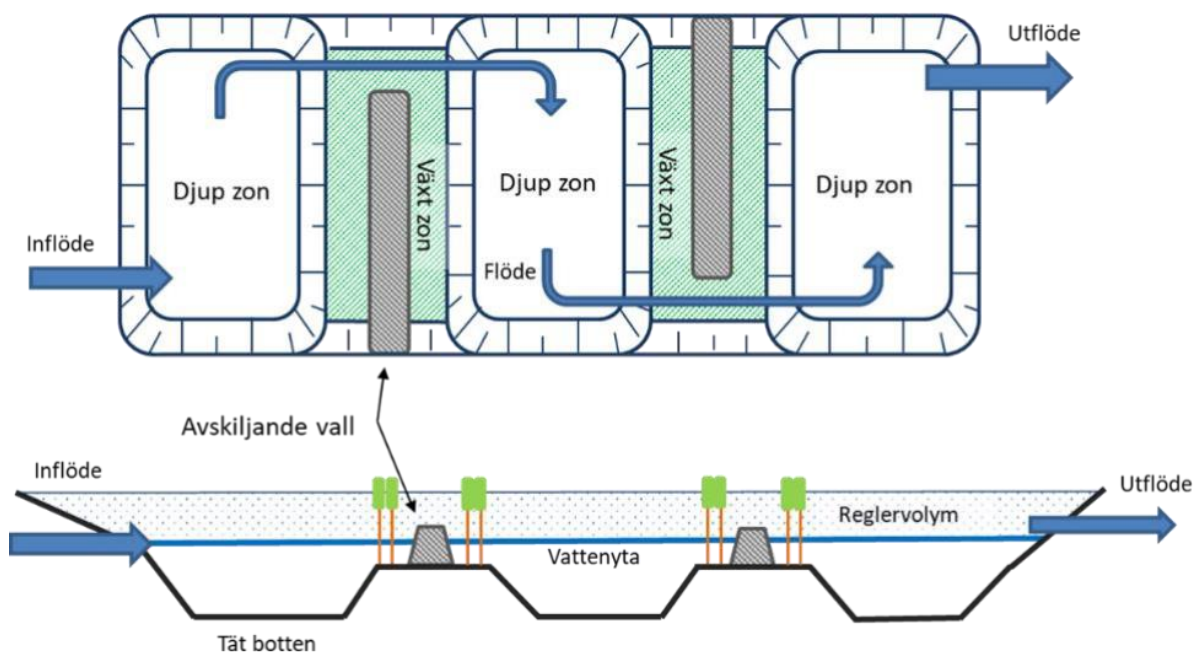 Utflöde
Djup zon
Växt zon
Djup zon
Växt zon
Djup zon
Inflöde
Flöde
Avskiljande vall
Inflöde
Utflöde
Reglervolym
Vattenyta
Tät botten